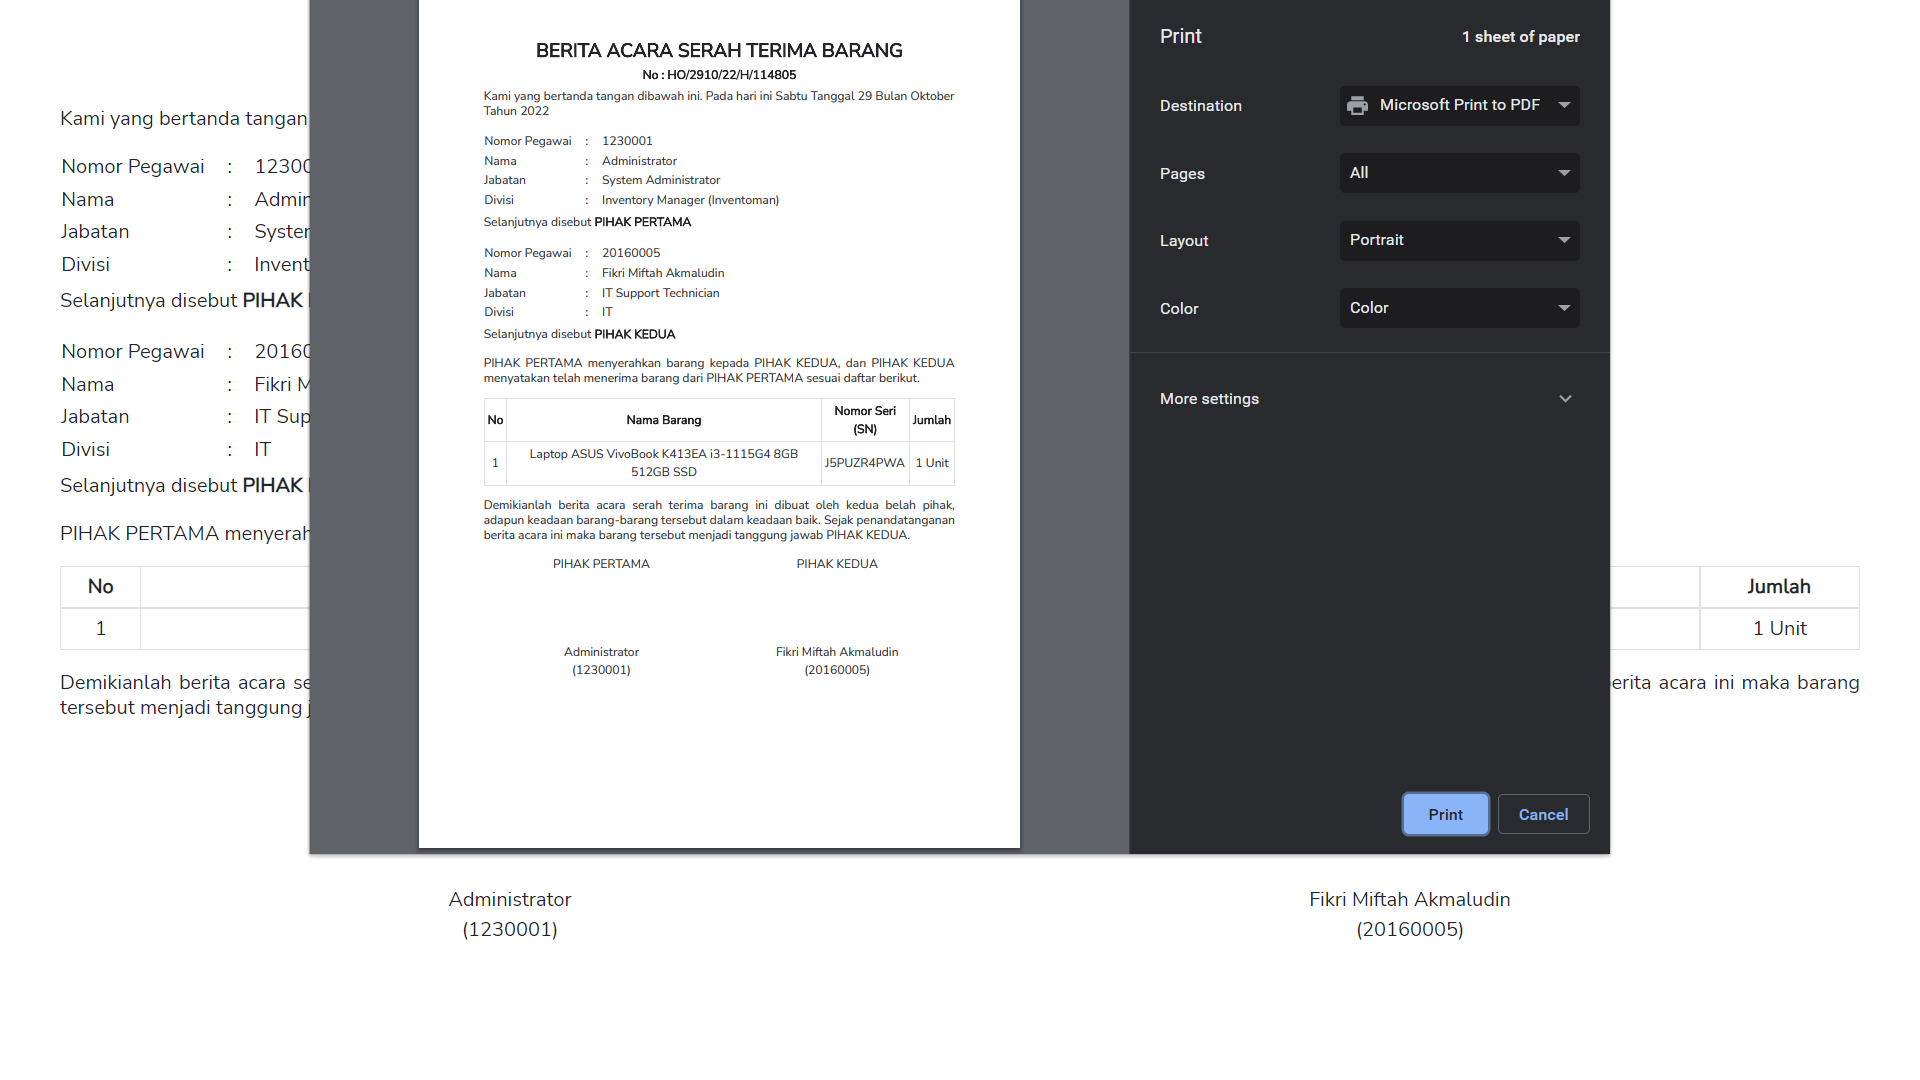 BERITA ACARA SERAH TERIMA BARANG
No : HO/2910/22/H/114805
Kami yang bertanda tangan dibawah ini. Pada hari ini Sabtu Tanggal 29 Bulan Oktober
Tahun 2022
Nomor Pegawai : 1230001
Nama : Administrator
Jabatan : System Administrator
Divisi : Inventory Manager (Inventoman)
Selanjutnya disebut PIHAK PERTAMA
Nomor Pegawai : 20160005
Nama : Fikri Miftah Akmaludin
Jabatan : IT Support Technician
Divisi : IT
Selanjutnya disebut PIHAK KEDUA
PIHAK PERTAMA menyerahkan barang kepada PIHAK KEDUA, dan PIHAK KEDUA
menyatakan telah menerima barang dari PIHAK PERTAMA sesuai daftar berikut.
No Nama Barang Nomor Seri (SN) Jumlah
1 Laptop ASUS VivoBook K413EA i3-1115G4 8GB 512GB SSD J5PUZR4PWA 1 Unit
Demikianlah berita acara serah terima barang ini dibuat oleh kedua belah pihak,
adapun keadaan barang-barang tersebut dalam keadaan baik. Sejak penandatanganan
berita acara ini maka barang tersebut menjadi tanggung jawab PIHAK KEDUA.
PIHAK PERTAMA PIHAK KEDUA
Administrator Fikri Miftah Akmaludin
(1230001) (20160005)
Print 1 sheet of paper
Destination Microsoft Print to PDF
Pages All
Layout Portrait
Color Color
More settings
Print Cancel
Kami yang bertanda tangan
Nomor Pegawai : 1230
Nama : Admin
Jabatan : System
Divisi : Invent
Selanjutnya disebut PIHAK
Nomor Pegawai : 2016
Nama : Fikri
Jabatan : IT Sup
Divisi : IT
Selanjutnya disebut PIHAK
PIHAK PERTAMA menyerah
No Jumlah
1 1 Unit
Demikianlah berita acara se erita acara ini maka barang
tersebut menjadi tanggung
Administrator Fikri Miftah Akmaludin
(1230001) (20160005)